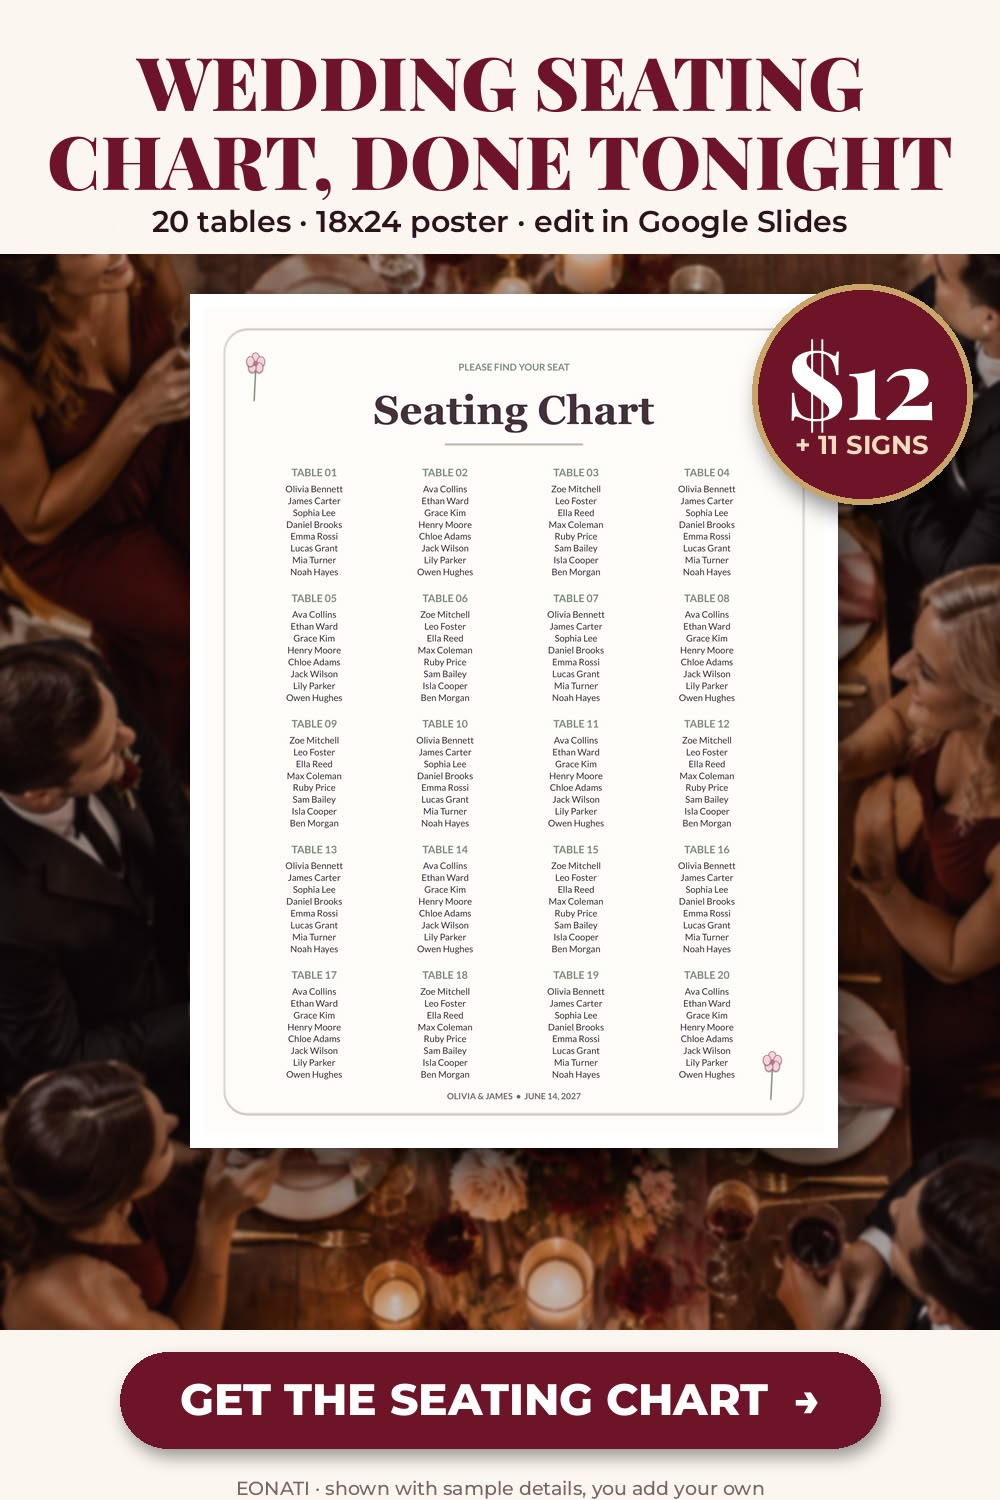 WEDDING SEATING
CHART, DONE TONIGHT
20 tables · 18x24 poster · edit in Google Slides
$12
+ 11 SIGNS
PLEASE FIND YOUR SEAT
Seating Chart
TABLE 01
Olivia Bennett
James Carter
Sophia Lee
Daniel Brooks
Emma Rossi
Lucas Grant
Mia Turner
Noah Hayes
TABLE 02
Ava Collins
Ethan Ward
Grace Kim
Henry Moore
Chloe Adams
Jack Wilson
Lily Parker
Owen Hughes
TABLE 03
Zoe Mitchell
Leo Foster
Ella Reed
Max Coleman
Ruby Price
Sam Bailey
Isla Cooper
Ben Morgan
TABLE 04
Olivia Bennett
James Carter
Sophia Lee
Daniel Brooks
Emma Rossi
Lucas Grant
Mia Turner
Noah Hayes
TABLE 05
Ava Collins
Ethan Ward
Grace Kim
Henry Moore
Chloe Adams
Jack Wilson
Lily Parker
Owen Hughes
TABLE 06
Zoe Mitchell
Leo Foster
Ella Reed
Max Coleman
Ruby Price
Sam Bailey
Isla Cooper
Ben Morgan
TABLE 07
Olivia Bennett
James Carter
Sophia Lee
Daniel Brooks
Emma Rossi
Lucas Grant
Mia Turner
Noah Hayes
TABLE 08
Ava Collins
Ethan Ward
Grace Kim
Henry Moore
Chloe Adams
Jack Wilson
Lily Parker
Owen Hughes
TABLE 09
Zoe Mitchell
Leo Foster
Ella Reed
Max Coleman
Ruby Price
Sam Bailey
Isla Cooper
Ben Morgan
TABLE 10
Olivia Bennett
James Carter
Sophia Lee
Daniel Brooks
Emma Rossi
Lucas Grant
Mia Turner
Noah Hayes
TABLE 11
Ava Collins
Ethan Ward
Grace Kim
Henry Moore
Chloe Adams
Jack Wilson
Lily Parker
Owen Hughes
TABLE 12
Zoe Mitchell
Leo Foster
Ella Reed
Max Coleman
Ruby Price
Sam Bailey
Isla Cooper
Ben Morgan
TABLE 13
Olivia Bennett
James Carter
Sophia Lee
Daniel Brooks
Emma Rossi
Lucas Grant
Mia Turner
Noah Hayes
TABLE 14
Ava Collins
Ethan Ward
Grace Kim
Henry Moore
Chloe Adams
Jack Wilson
Lily Parker
Owen Hughes
TABLE 15
Zoe Mitchell
Leo Foster
Ella Reed
Max Coleman
Ruby Price
Sam Bailey
Isla Cooper
Ben Morgan
TABLE 16
Olivia Bennett
James Carter
Sophia Lee
Daniel Brooks
Emma Rossi
Lucas Grant
Mia Turner
Noah Hayes
TABLE 17
Ava Collins
Ethan Ward
Grace Kim
Henry Moore
Chloe Adams
Jack Wilson
Lily Parker
Owen Hughes
TABLE 18
Zoe Mitchell
Leo Foster
Ella Reed
Max Coleman
Ruby Price
Sam Bailey
Isla Cooper
Ben Morgan
TABLE 19
Olivia Bennett
James Carter
Sophia Lee
Daniel Brooks
Emma Rossi
Lucas Grant
Mia Turner
Noah Hayes
TABLE 20
Ava Collins
Ethan Ward
Grace Kim
Henry Moore
Chloe Adams
Jack Wilson
Lily Parker
Owen Hughes
OLIVIA & JAMES • JUNE 14, 2027
GET THE SEATING CHART →
EONATI · shown with sample details, you add your own